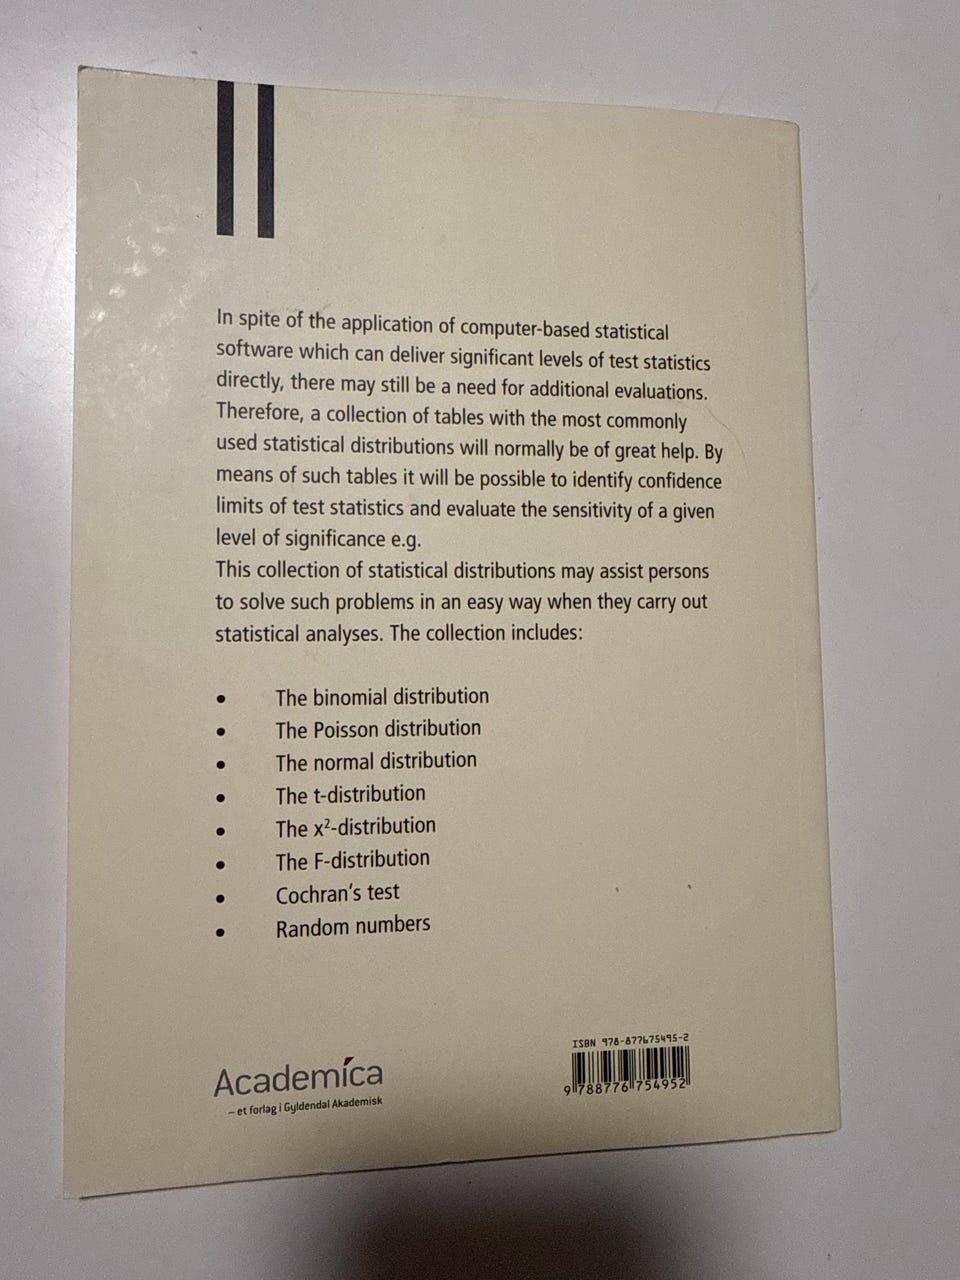 In spite of the application of computer-based statistical
software which can deliver significant levels of test statistics
directly, there may still be a need for additional evaluations.
Therefore, a collection of tables with the most commonly
used statistical distributions will normally be of great help. By
means of such tables it will be possible to identify confidence
limits of test statistics and evaluate the sensitivity of a given
level of significance e.g.
This collection of statistical distributions may assist persons
to solve such problems in an easy way when they carry out
statistical analyses. The collection includes:
• The binomial distribution
• The Poisson distribution
• The normal distribution
• The t-distribution
• The x²-distribution
• The F-distribution
• Cochran's test
• Random numbers
Academica
– et forlag i Gyldendal Akademisk
ISBN 978-877675495-2
9 788776 754952